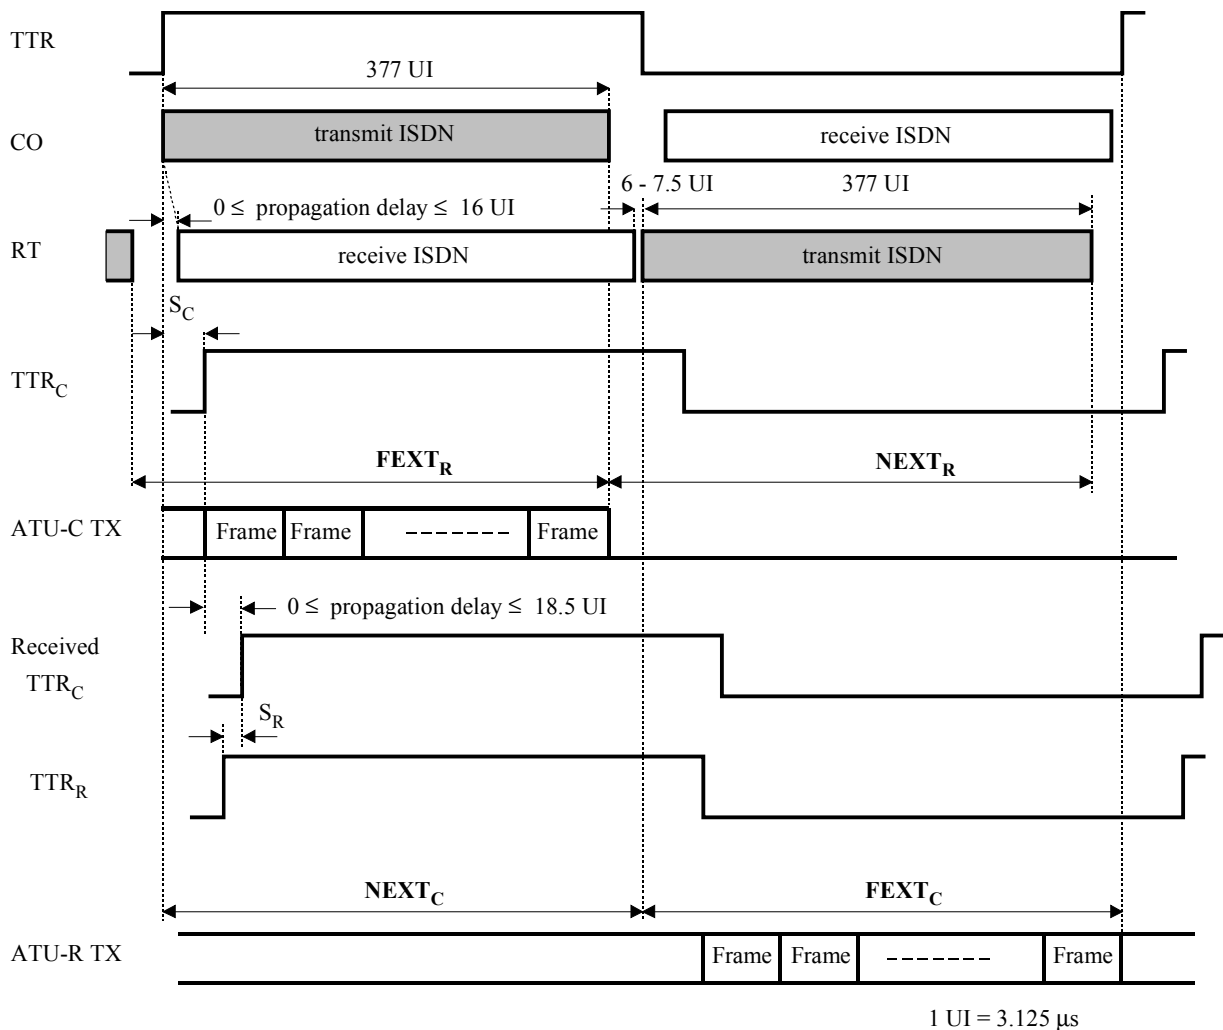 TTR
377 UI
CO
transmit ISDN
receive ISDN
6 - 7.5 UI
377 UI
0 ≤ propagation delay ≤ 16 UI
RT
receive ISDN
transmit ISDN
S_C
TTR_C
FEXT_R
NEXT_R
ATU-C TX
Frame
Frame
Frame
0 ≤ propagation delay ≤ 18.5 UI
Received
TTR_C
S_R
TTR_R
NEXT_C
FEXT_C
ATU-R TX
Frame
Frame
Frame
1 UI = 3.125 μs